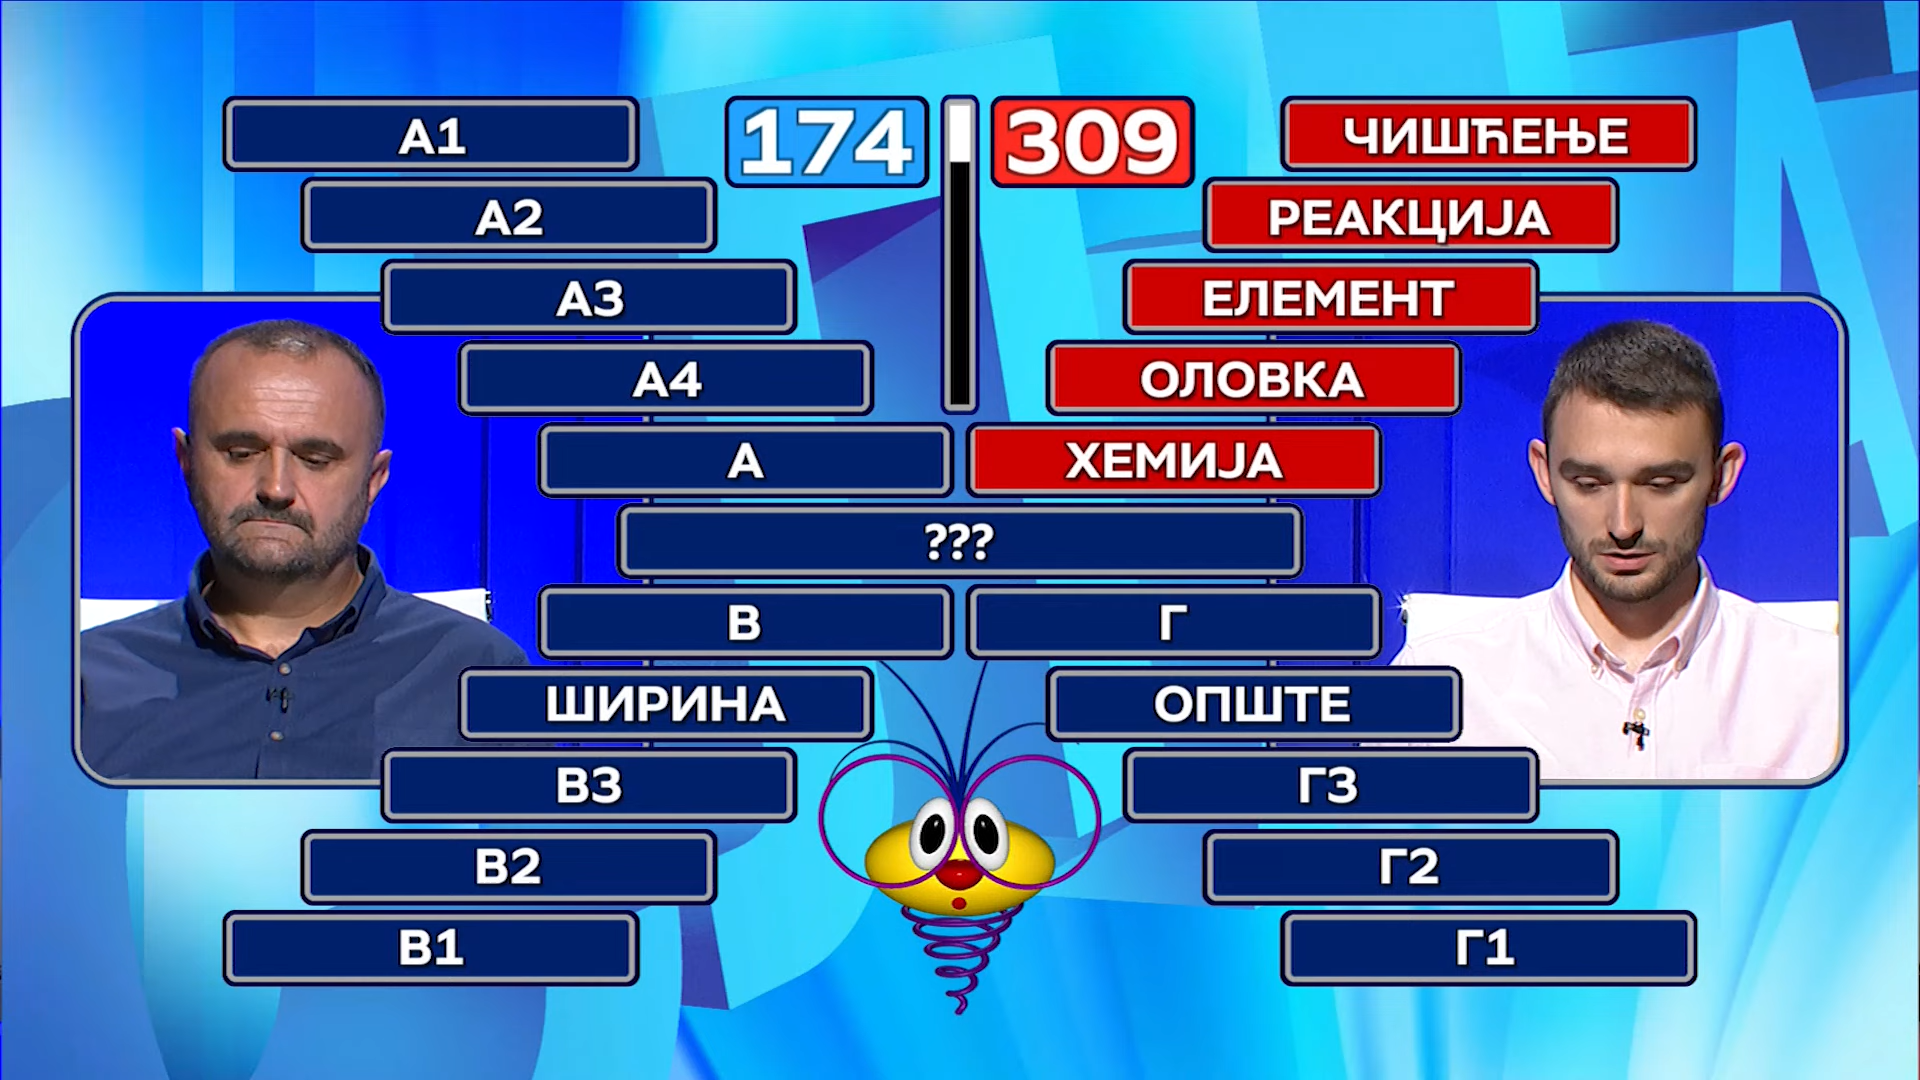 А1
174
309
ЧИШЋЕЊЕ
А2
РЕАКЦИЈА
А3
ЕЛЕМЕНТ
А4
ОЛОВКА
А
ХЕМИЈА
???
В
Г
ШИРИНА
ОПШТЕ
В3
Г3
В2
Г2
В1
Г1